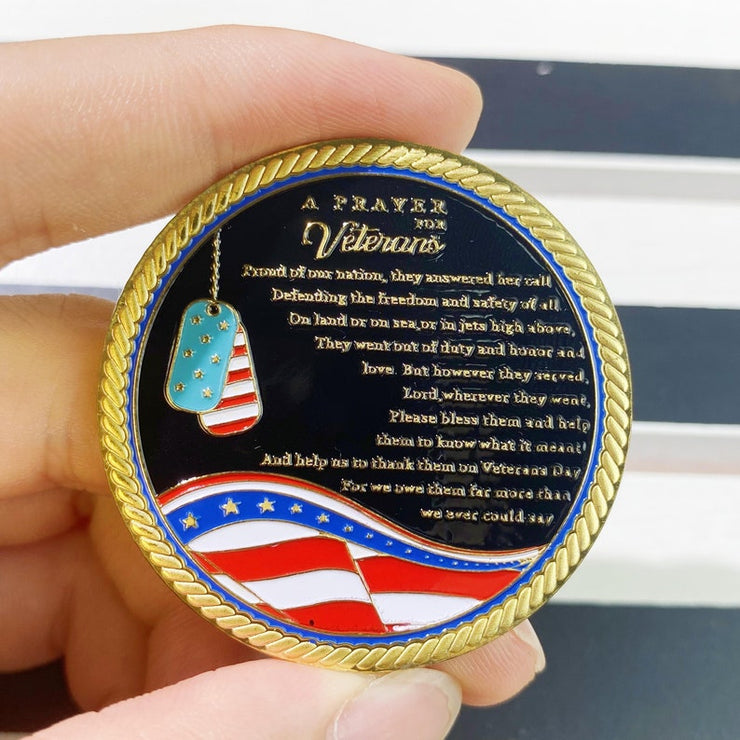 A PRAYER
FOR
Veterans
Proud of our nation, they answered her call
Defending the freedom and safety of all.
On land or on sea, or in jets high above,
They went out of duty and honor and
love. But however they served,
Lord, wherever they went,
Please bless them and help
them to know what it meant
And help us to thank them on Veterans Day
For we owe them far more than
we ever could say